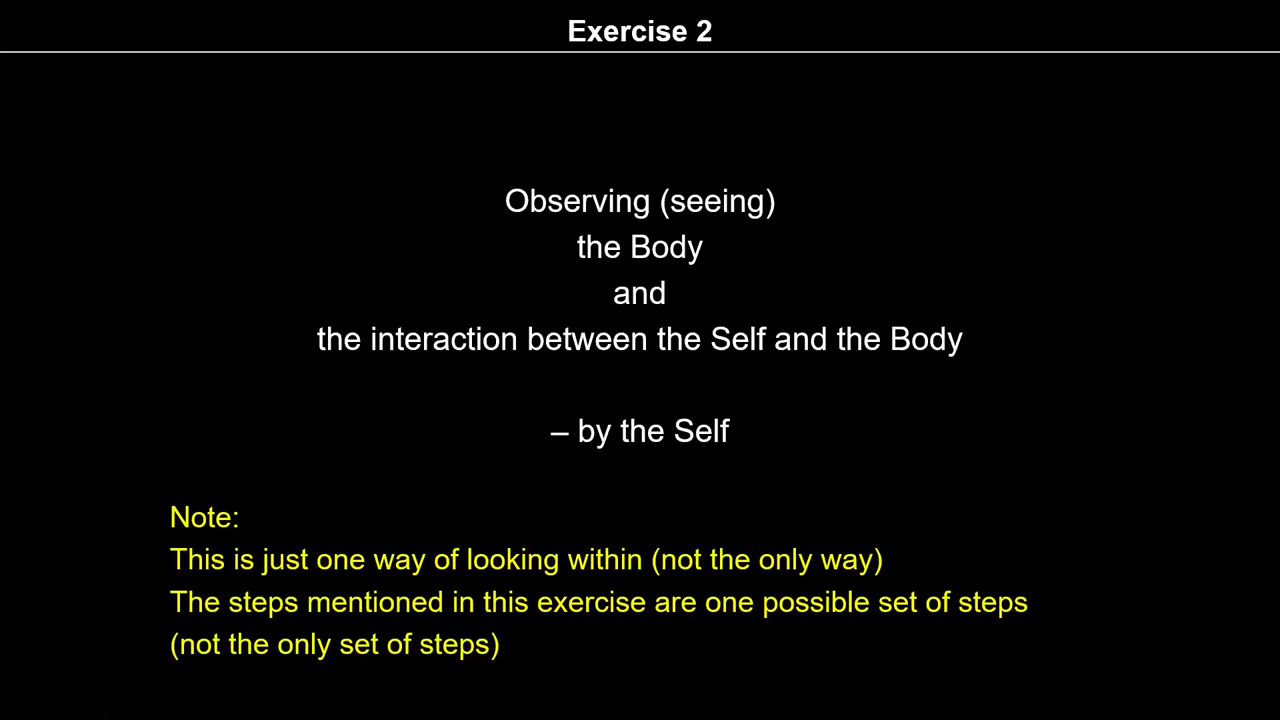 Exercise 2
Observing (seeing)
the Body
and
the interaction between the Self and the Body
– by the Self
Note:
This is just one way of looking within (not the only way)
The steps mentioned in this exercise are one possible set of steps
(not the only set of steps)